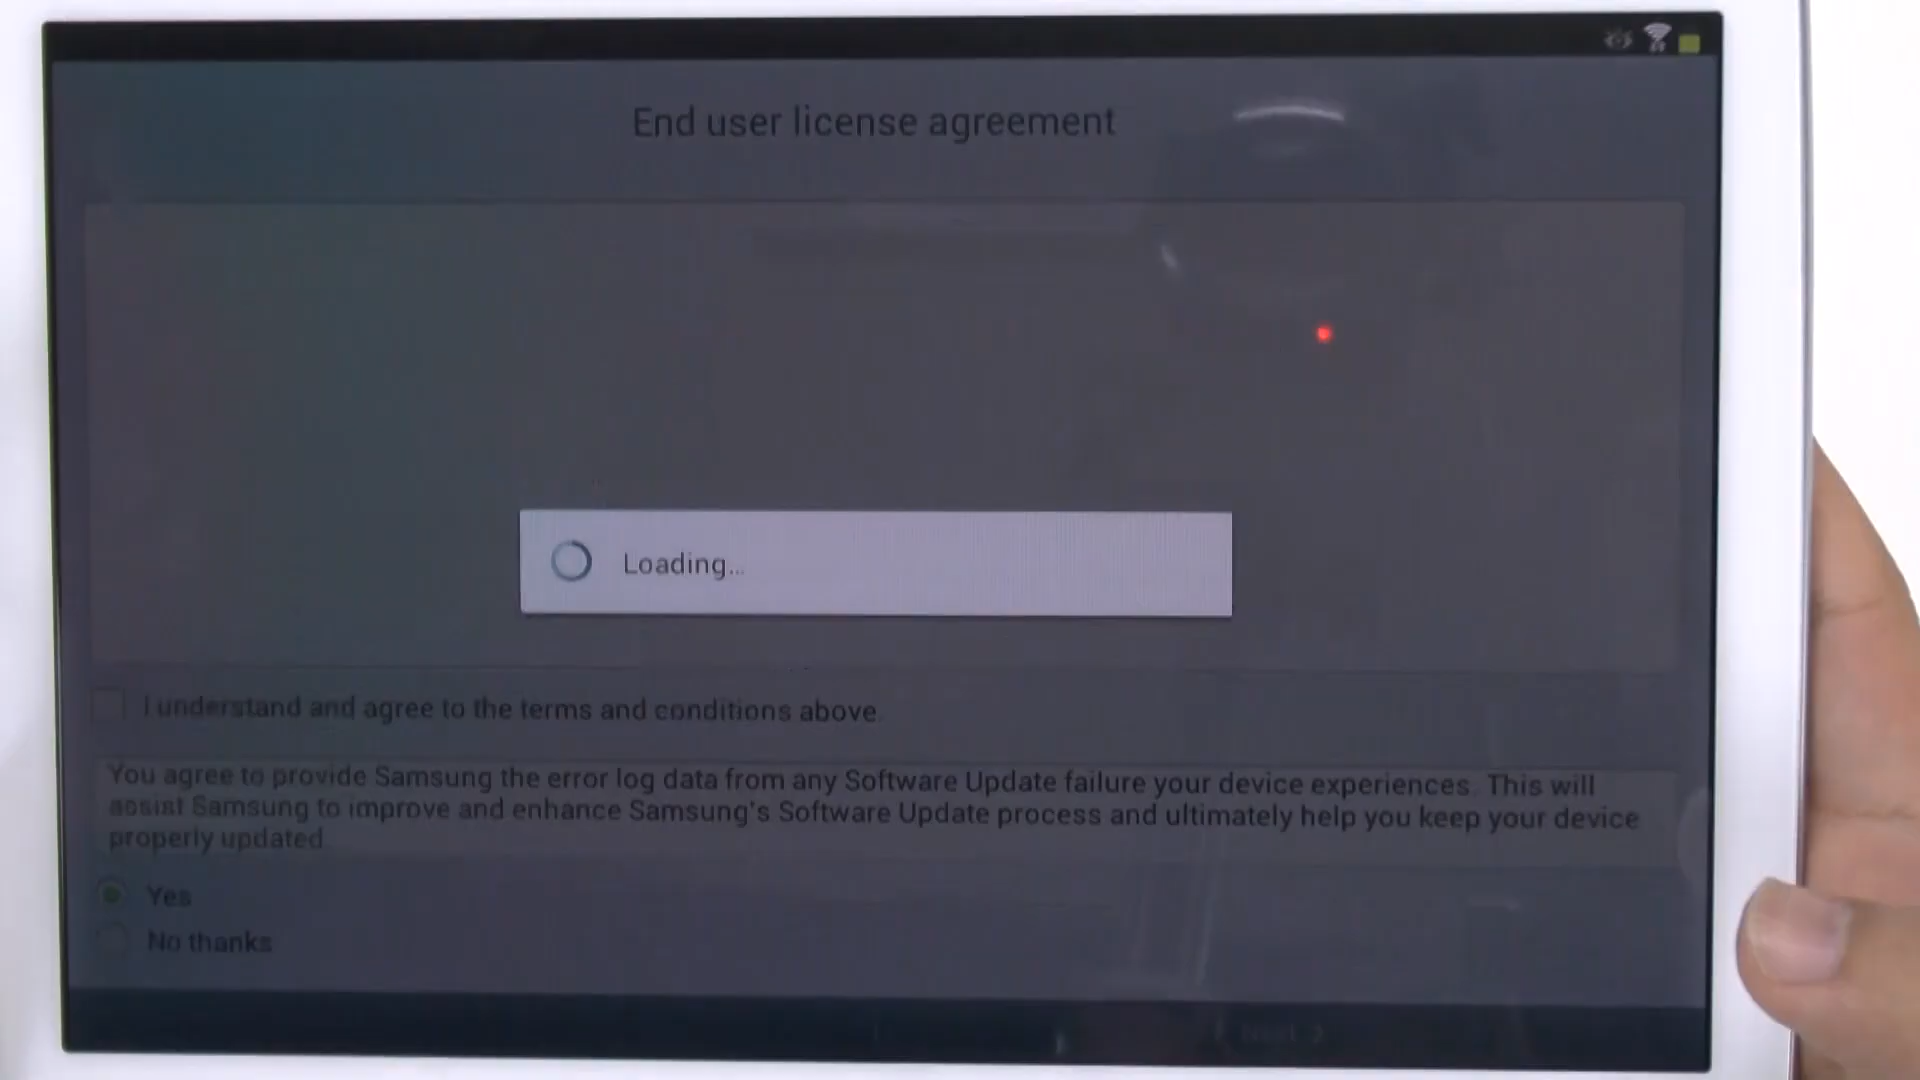 End user license agreement
Loading...
I understand and agree to the terms and conditions above.
You agree to provide Samsung the error log data from any Software Update failure your device experiences. This will
assist Samsung to improve and enhance Samsung's Software Update process and ultimately help you keep your device
properly updated.
Yes
No thanks
Next